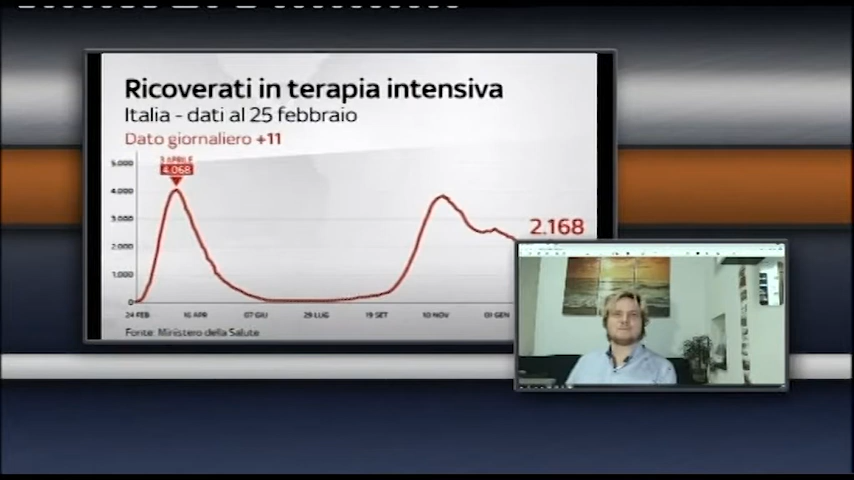 Ricoverati in terapia intensiva
Italia - dati al 25 febbraio
Dato giornaliero +11
5.000
3 APRILE
4.068
4.000
3.000
2.168
2.000
1.000
0
24 FEB 16 APR 07 GIU 29 LUG 19 SET 10 NOV 01 GEN
Fonte: Ministero della Salute